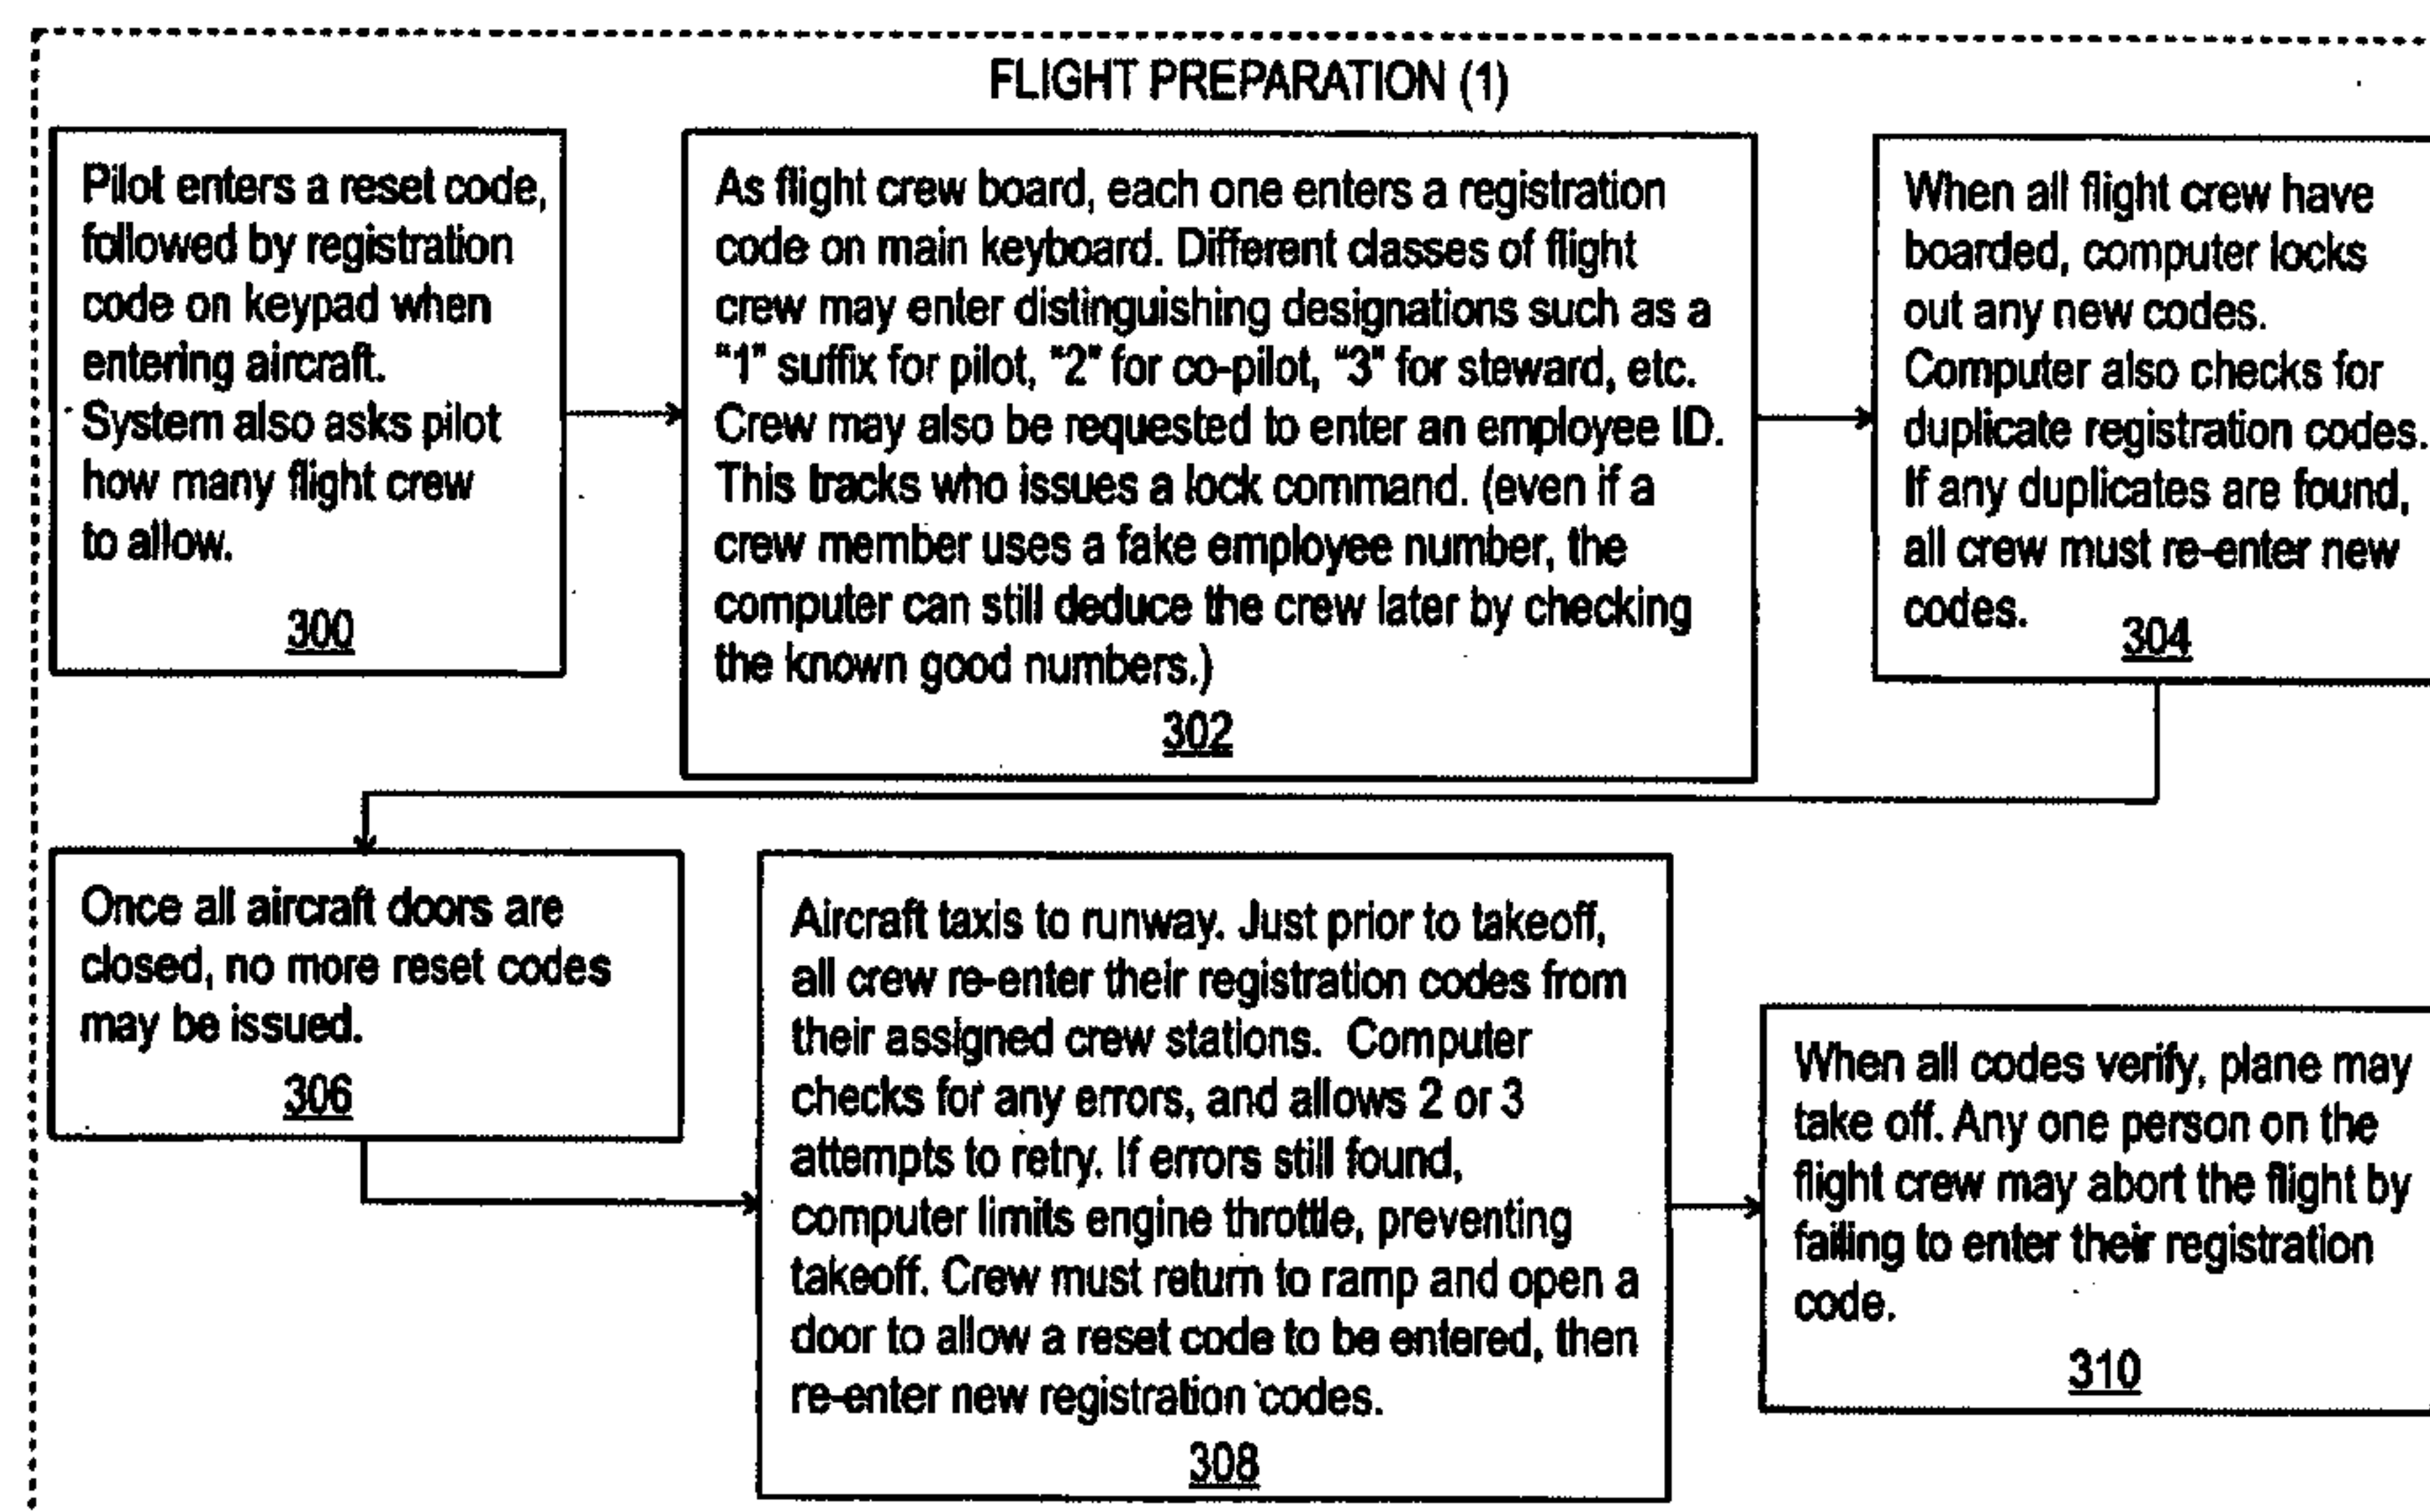 FLIGHT PREPARATION (1)
Pilot enters a reset code,
followed by registration
code on keypad when
entering aircraft.
System also asks pilot
how many flight crew
to allow.
300
As flight crew board, each one enters a registration
code on main keyboard. Different classes of flight
crew may enter distinguishing designations such as a
"1" suffix for pilot, "2" for co-pilot, "3" for steward, etc.
Crew may also be requested to enter an employee ID.
This tracks who issues a lock command. (even if a
crew member uses a fake employee number, the
computer can still deduce the crew later by checking
the known good numbers.)
302
When all flight crew have
boarded, computer locks
out any new codes.
Computer also checks for
duplicate registration codes.
If any duplicates are found,
all crew must re-enter new
codes.
304
Once all aircraft doors are
closed, no more reset codes
may be issued.
306
Aircraft taxis to runway. Just prior to takeoff,
all crew re-enter their registration codes from
their assigned crew stations. Computer
checks for any errors, and allows 2 or 3
attempts to retry. If errors still found,
computer limits engine throttle, preventing
takeoff. Crew must return to ramp and open a
door to allow a reset code to be entered, then
re-enter new registration codes.
308
When all codes verify, plane may
take off. Any one person on the
flight crew may abort the flight by
failing to enter their registration
code.
310